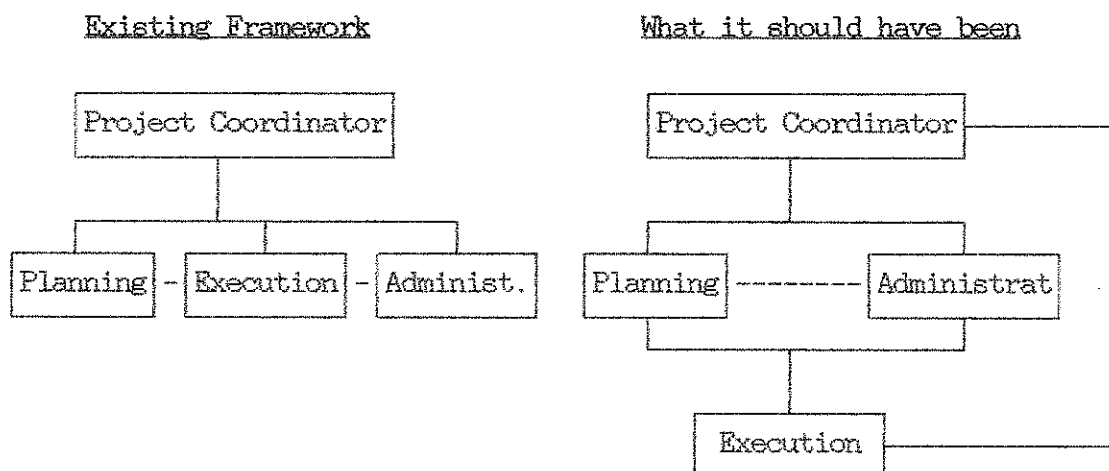 Existing Framework
What it should have been
Project Coordinator
Project Coordinator
Planning - Execution - Administ.
Planning ------- Administrat
Execution